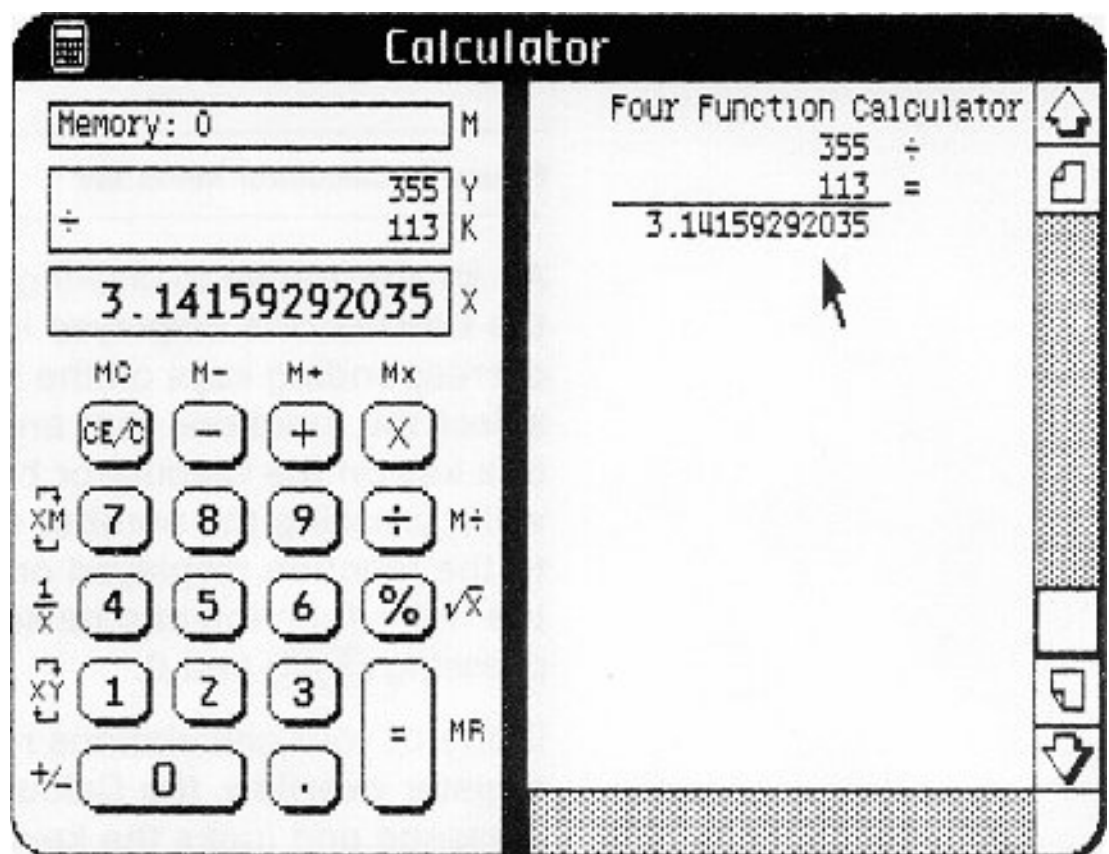 Calculator
Memory: 0 M
355 Y
÷ 113 K
3.14159292035 X
MC M- M+ Mx
CE/C − + X
XM 7 8 9 ÷ M÷
1/X 4 5 6 % √X
XY 1 2 3
= MR
+/- 0 .
Four Function Calculator
355 ÷
113 =
3.14159292035